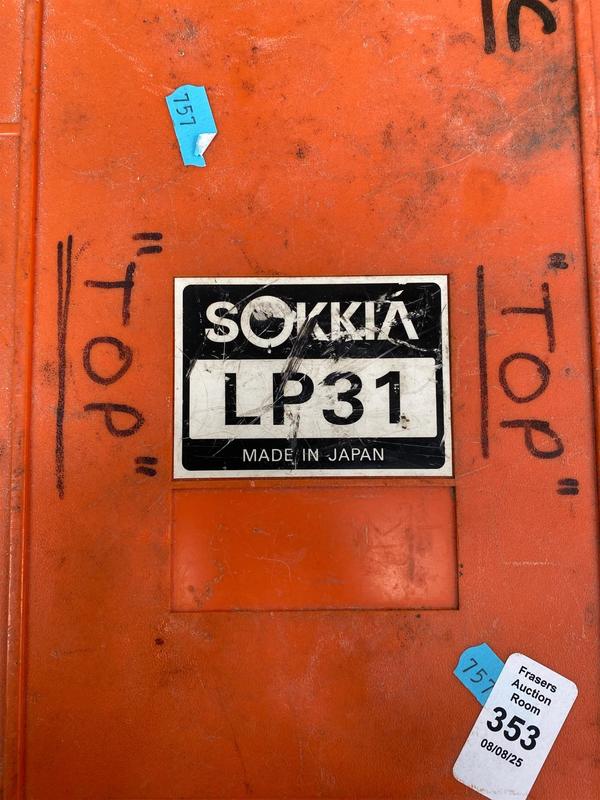 757
"TOP"
SOKKIA
LP31
MADE IN JAPAN
"TOP"
757
Frasers
Auction
Room
353
08/08/25